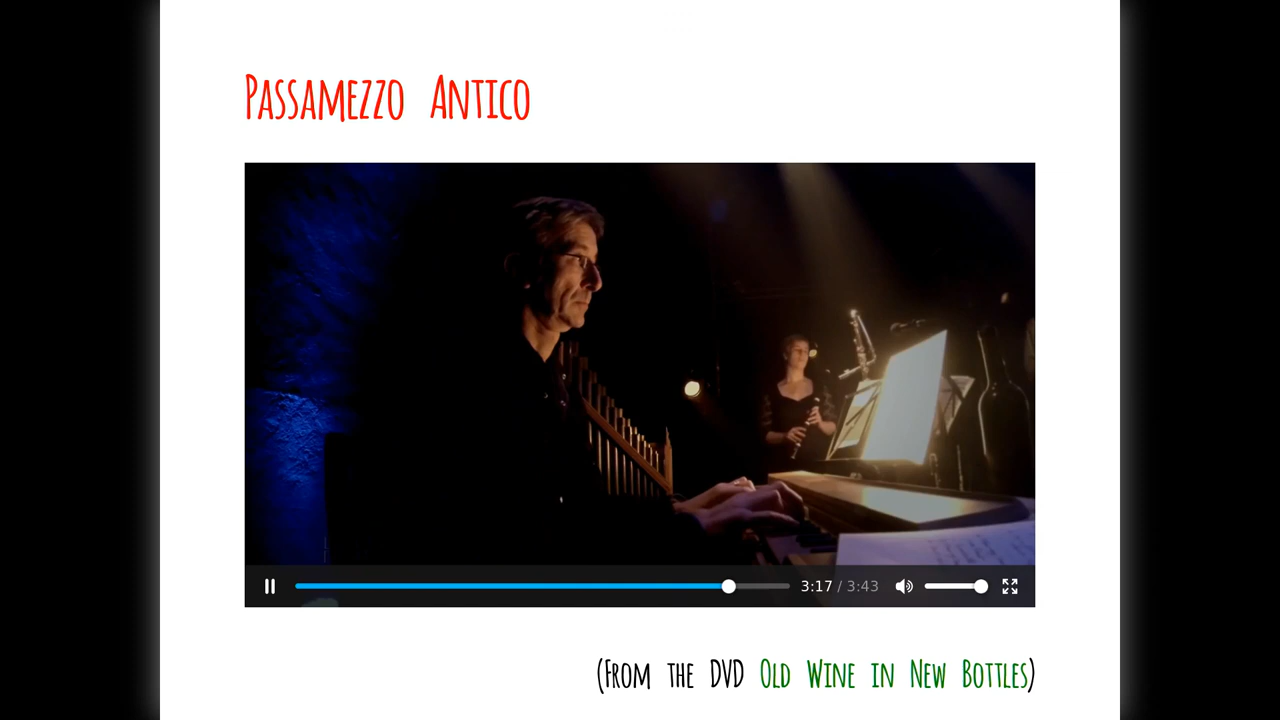 Passamezzo Antico
3:17 / 3:43
(From the DVD Old Wine in New Bottles)